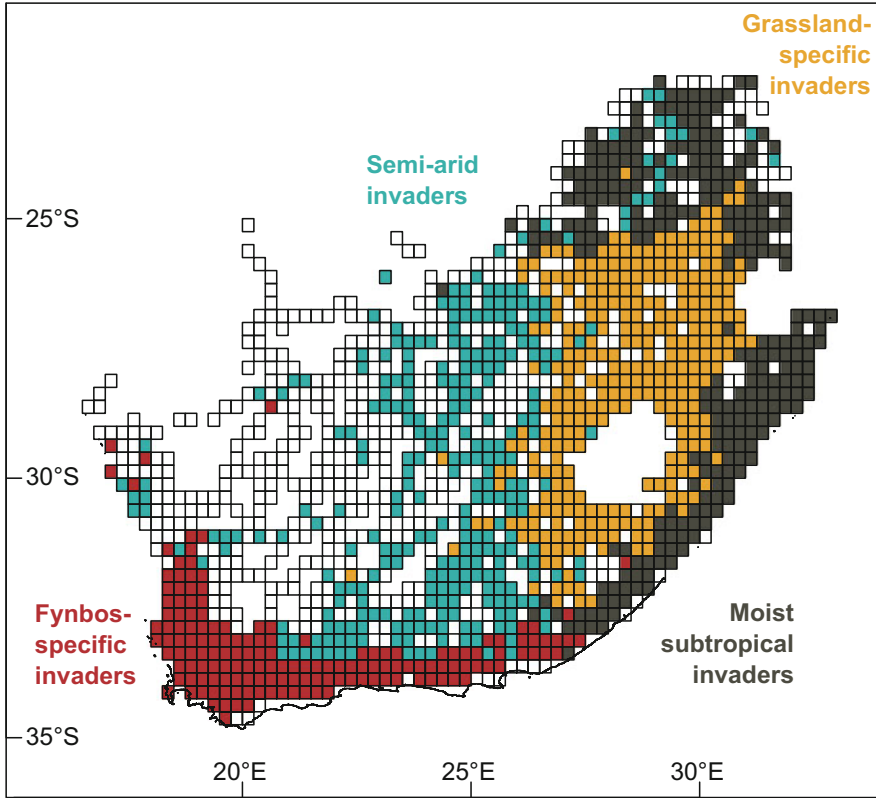 Grassland-
specific
invaders
Semi-arid
invaders
25°S
30°S
Fynbos-
specific
invaders
Moist
subtropical
invaders
35°S
20°E
25°E
30°E